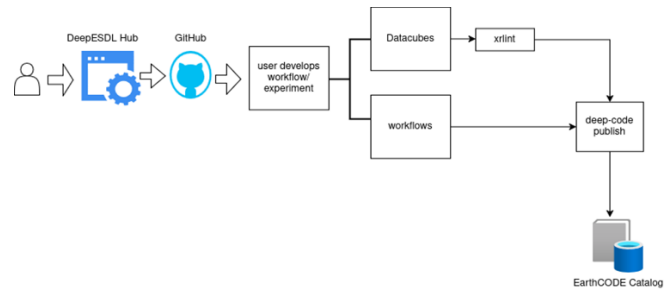 DeepESDL Hub
GitHub
user develops
workflow/
experiment
Datacubes
xrlint
workflows
deep-code
publish
EarthCODE Catalog